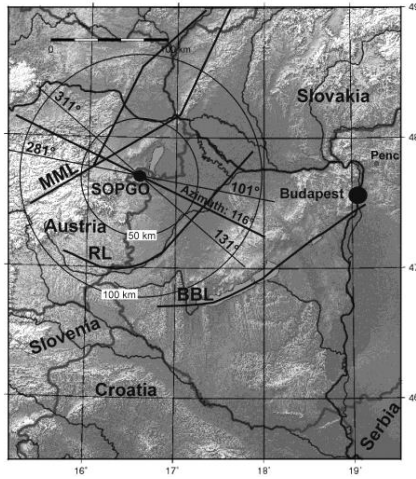 49
0
100 km
311°
Slovakia
48
281°
Penc
MML
SOPGO
101°
Budapest
Azimuth: 116°
Austria
50 km
131°
RL
47
100 km
BBL
Slovenia
Croatia
46
Serbia
16°
17°
18°
19°